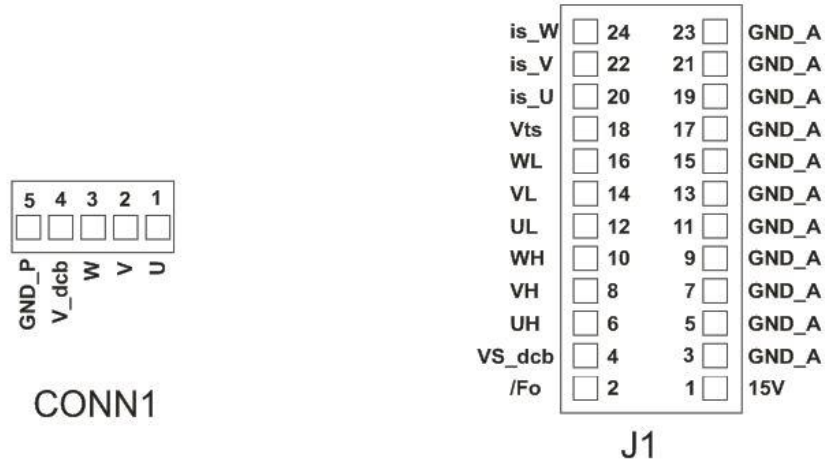 5 4 3 2 1
GND_P V_dcb W V U
CONN1
is_W 24 23 GND_A
is_V 22 21 GND_A
is_U 20 19 GND_A
Vts 18 17 GND_A
WL 16 15 GND_A
VL 14 13 GND_A
UL 12 11 GND_A
WH 10 9 GND_A
VH 8 7 GND_A
UH 6 5 GND_A
VS_dcb 4 3 GND_A
/Fo 2 1 15V
J1